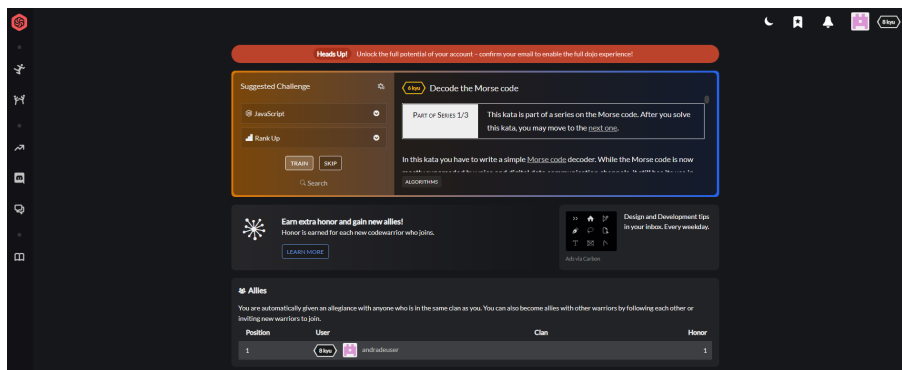 8 kyu
Heads Up! Unlock the full potential of your account – confirm your email to enable the full dojo experience!
Suggested Challenge
JavaScript
Rank Up
TRAIN
SKIP
Search
6 kyu
Decode the Morse code
PART OF SERIES 1/3
This kata is part of a series on the Morse code. After you solve
this kata, you may move to the next one.
In this kata you have to write a simple Morse code decoder. While the Morse code is now
ALGORITHMS
Earn extra honor and gain new allies!
Honor is earned for each new codewarrior who joins.
LEARN MORE
Design and Development tips
in your inbox. Every weekday.
Ads via Carbon
Allies
You are automatically given an allegiance with anyone who is in the same clan as you. You can also become allies with other warriors by following each other or
inviting new warriors to join.
Position User Clan Honor
1 8 kyu andradeuser 1